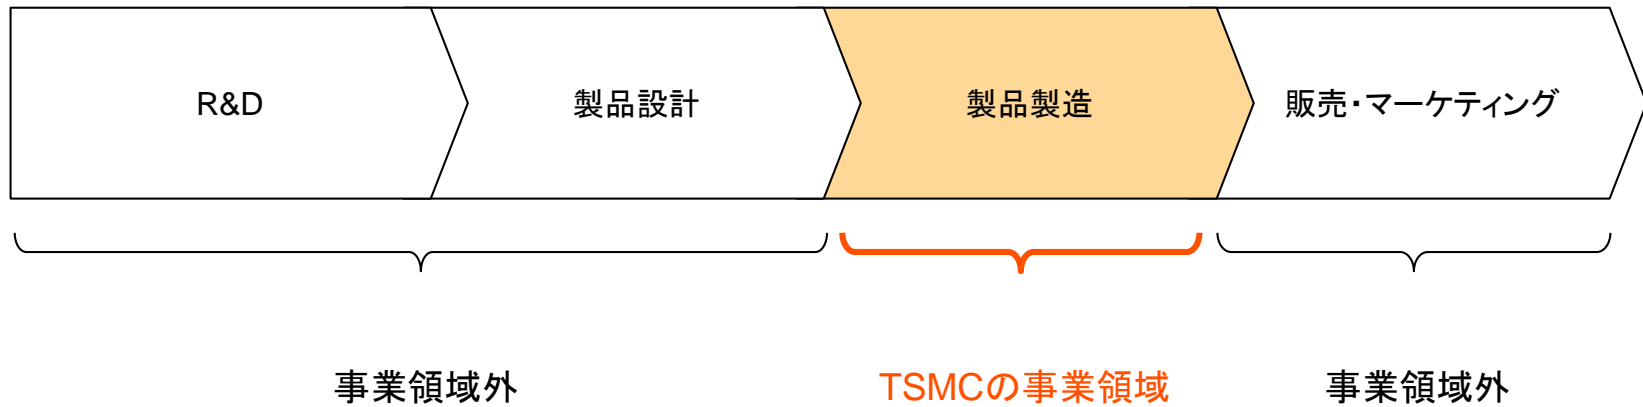 R&D
製品設計
製品製造
販売・マーケティング
事業領域外
TSMCの事業領域
事業領域外